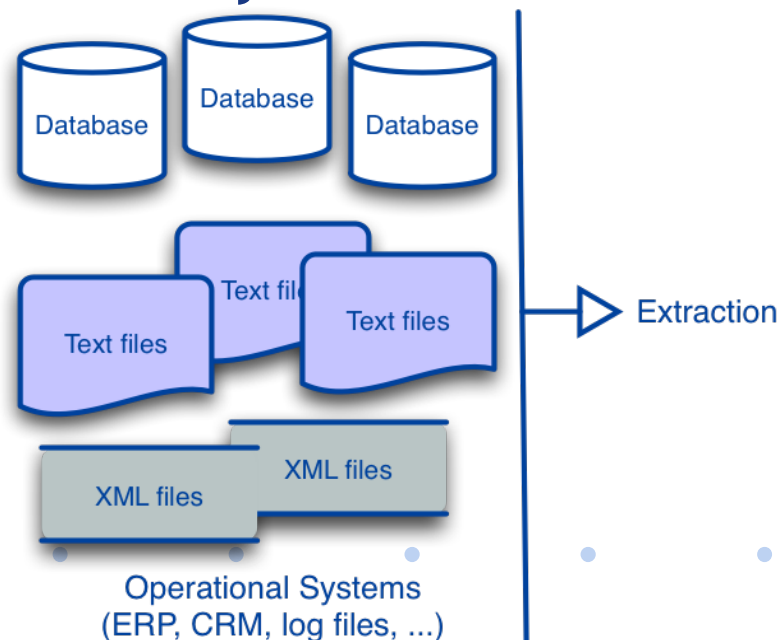 Database
Database
Database
Text files
Text file
Text files
Extraction
XML files
XML files
Operational Systems
(ERP, CRM, log files, ...)